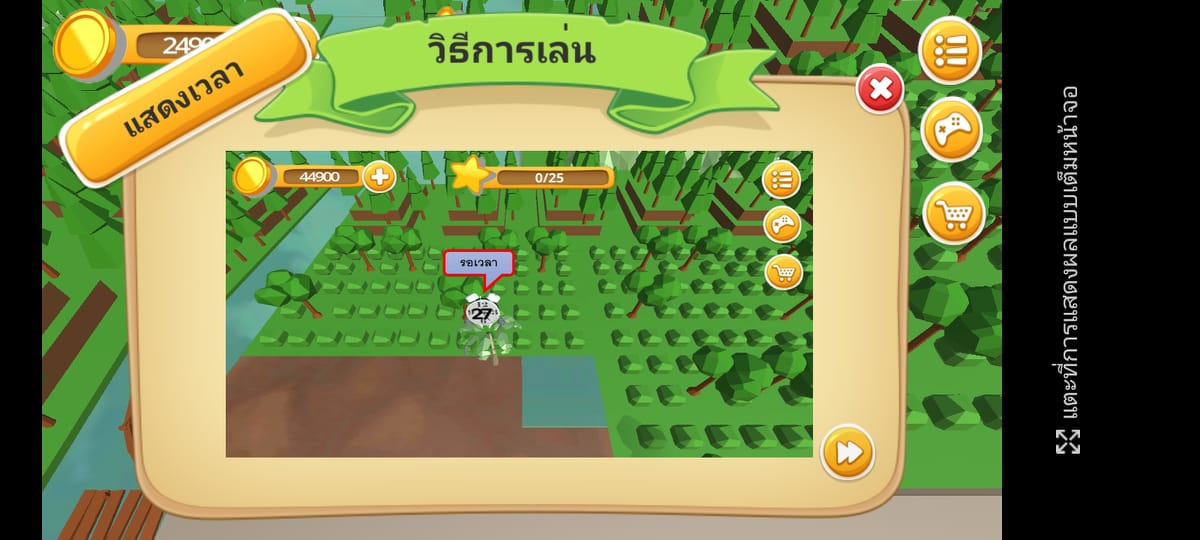 วิธีการเล่น
แสดงเวลา
44900
0/25
รอเวลา
27
แตะที่การแสดงผลแบบเต็มหน้าจอ